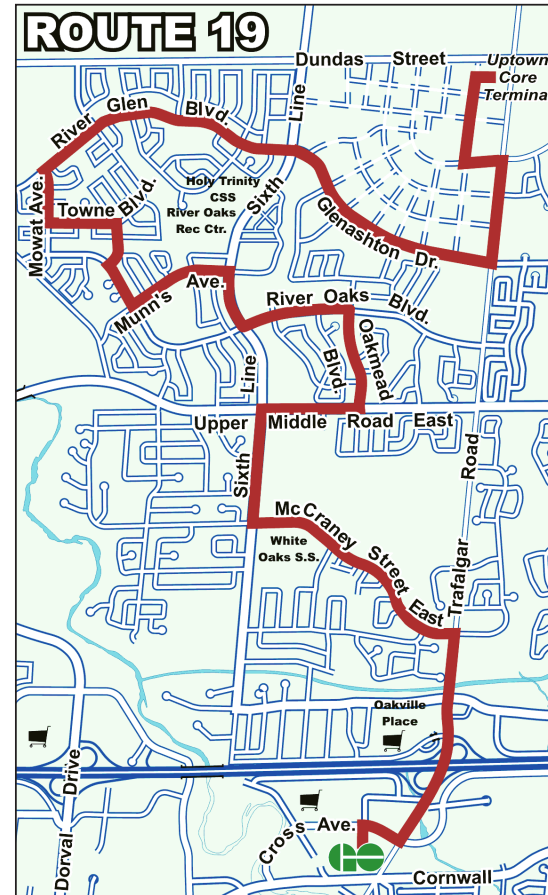 ROUTE 19
Dundas Street
Uptown
Core
Termina
River Glen Blvd.
Sixth Line
Holy Trinity
CSS
River Oaks
Rec Ctr.
Mowat Ave.
Towne Blvd.
Glenashton Dr.
Munn's Ave.
River Oaks Blvd.
Oakmead Blvd.
Upper Middle Road East
Sixth Line
McCraney Street East
White
Oaks S.S.
Trafalgar Road
Oakville
Place
Dorval Drive
Cross Ave.
GO
Cornwall